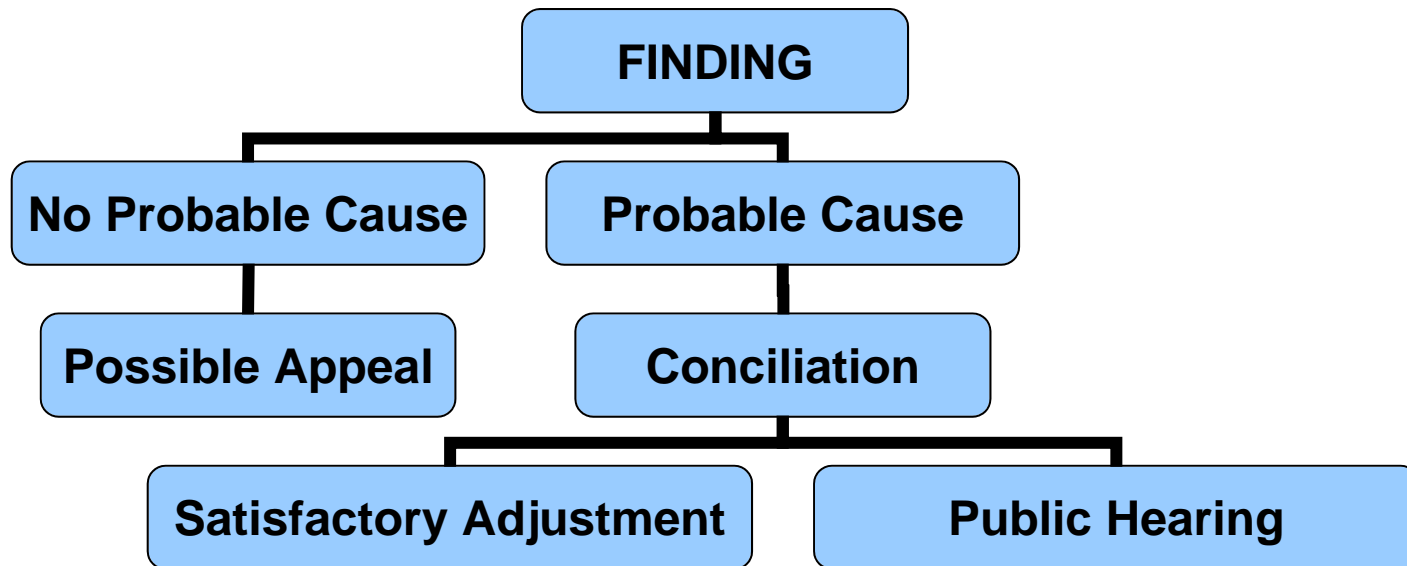 FINDING
No Probable Cause
Probable Cause
Possible Appeal
Conciliation
Satisfactory Adjustment
Public Hearing